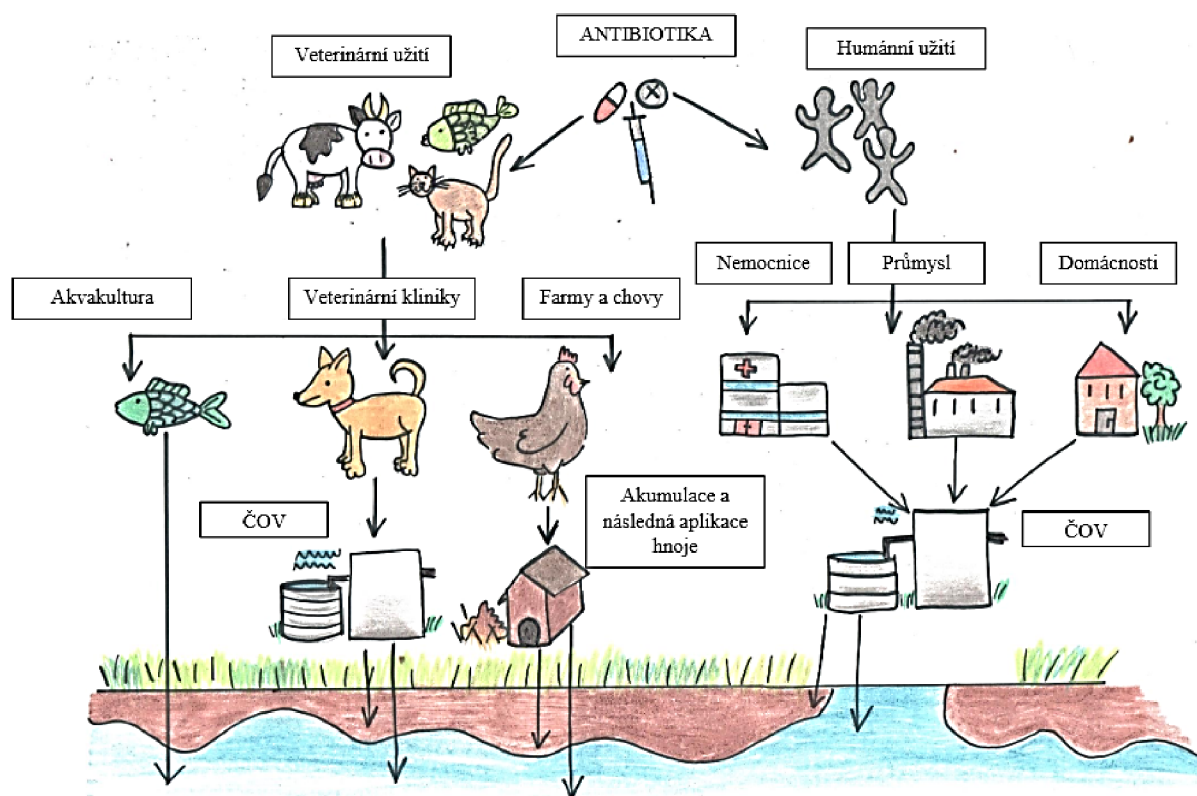 ANTIBIOTIKA
Veterinární užití
Humánní užití
Nemocnice
Průmysl
Domácnosti
Akvakultura
Veterinární kliniky
Farmy a chovy
Akumulace a
následná aplikace
hnoje
ČOV
ČOV